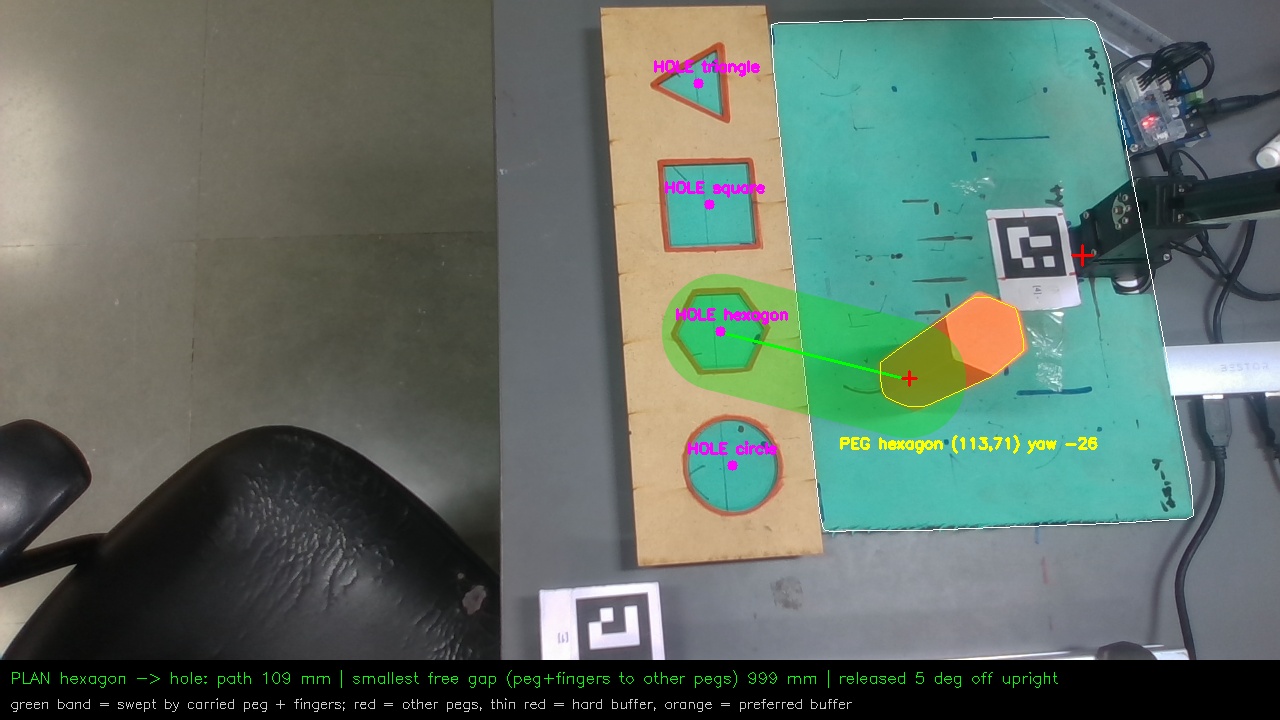 HOLE triangle
HOLE square
HOLE hexagon
HOLE circle
PEG hexagon (113,71) yaw -26
PLAN hexagon -> hole: path 109 mm | smallest free gap (peg+fingers to other pegs) 999 mm | released 5 deg off upright
green band = swept by carried peg + fingers; red = other pegs, thin red = hard buffer, orange = preferred buffer